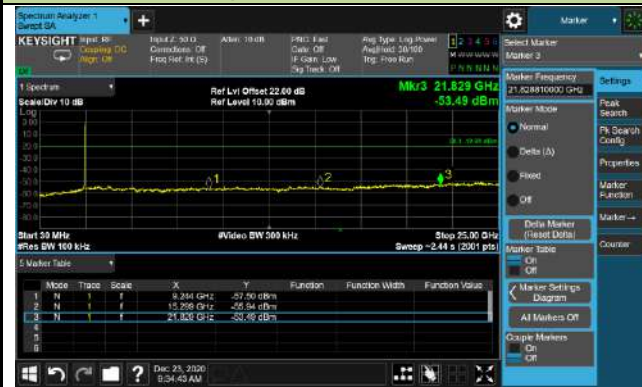 Spectrum Analyzer 1
Swept SA
+
Marker
KEYSIGHT
Input: RF
Coupling: DC
Align: Off
Input Z: 50 Ω
Corrections: Off
Freq Ref: Int (S)
Atten: 10 dB
PNO: Fast
Gate: Off
IF Gain: Low
Sig Track: Off
Avg Type: Log-Power
Avg|Hold: 30/100
Trig: Free Run
1 2 3 4 5 6
M W W W W W
P N N N N N
Select Marker
Marker 3
Marker Frequency
21.828810000 GHz
Settings
1 Spectrum
Scale/Div 10 dB
Ref Lvl Offset 22.00 dB
Ref Level 10.00 dBm
Mkr3 21.829 GHz
-53.49 dBm
Log
Marker Mode
Normal
Delta (Δ)
Fixed
Off
Peak Search
Pk Search Config
Properties
Marker Function
Marker→
Counter
1
2
3
Start 30 MHz
#Res BW 100 kHz
#Video BW 300 kHz
Stop 25.00 GHz
Sweep ~2.44 s (2001 pts)
Delta Marker
(Reset Delta)
Marker Table
On
Off
5 Marker Table
Mode Trace Scale X Y Function Function Width Function Value
1 N 1 f 9.244 GHz -57.50 dBm
2 N 1 f 15.299 GHz -55.94 dBm
3 N 1 f 21.829 GHz -53.49 dBm
4
5
6
Marker Settings
Diagram
All Markers Off
Couple Markers
On
Off
?
Dec 23, 2020
9:34:43 AM